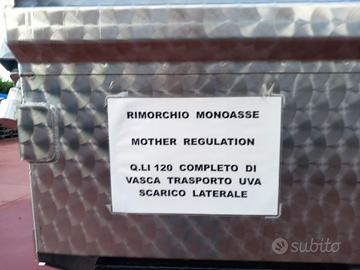 RIMORCHIO MONOASSE
MOTHER REGULATION
Q.LI 120 COMPLETO DI
VASCA TRASPORTO UVA
SCARICO LATERALE
subito